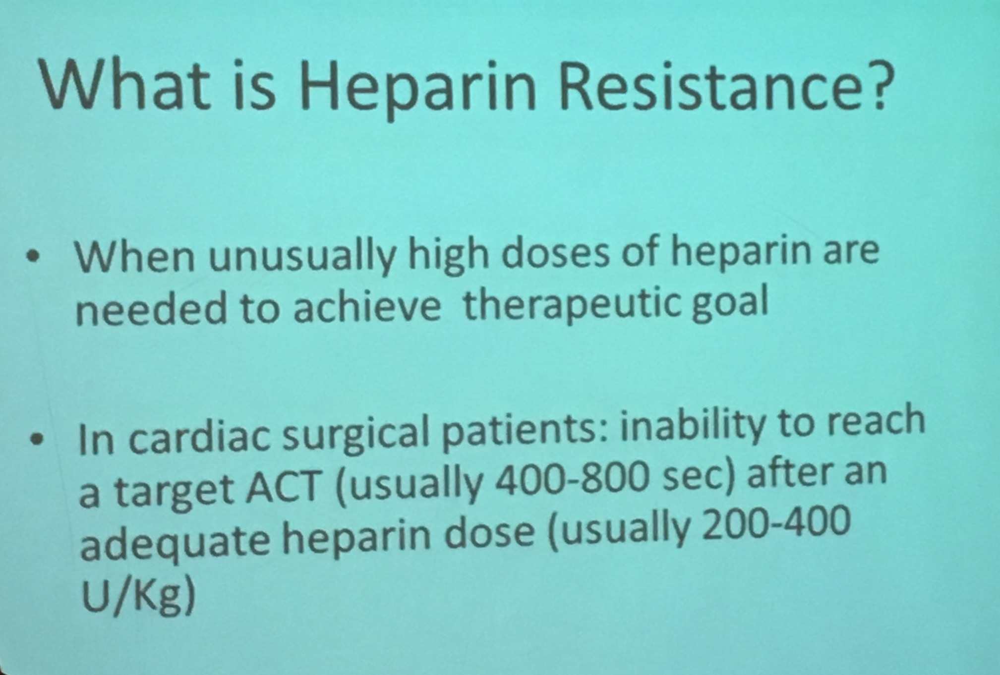 What is Heparin Resistance?
• When unusually high doses of heparin are
needed to achieve therapeutic goal
• In cardiac surgical patients: inability to reach
a target ACT (usually 400-800 sec) after an
adequate heparin dose (usually 200-400
U/Kg)